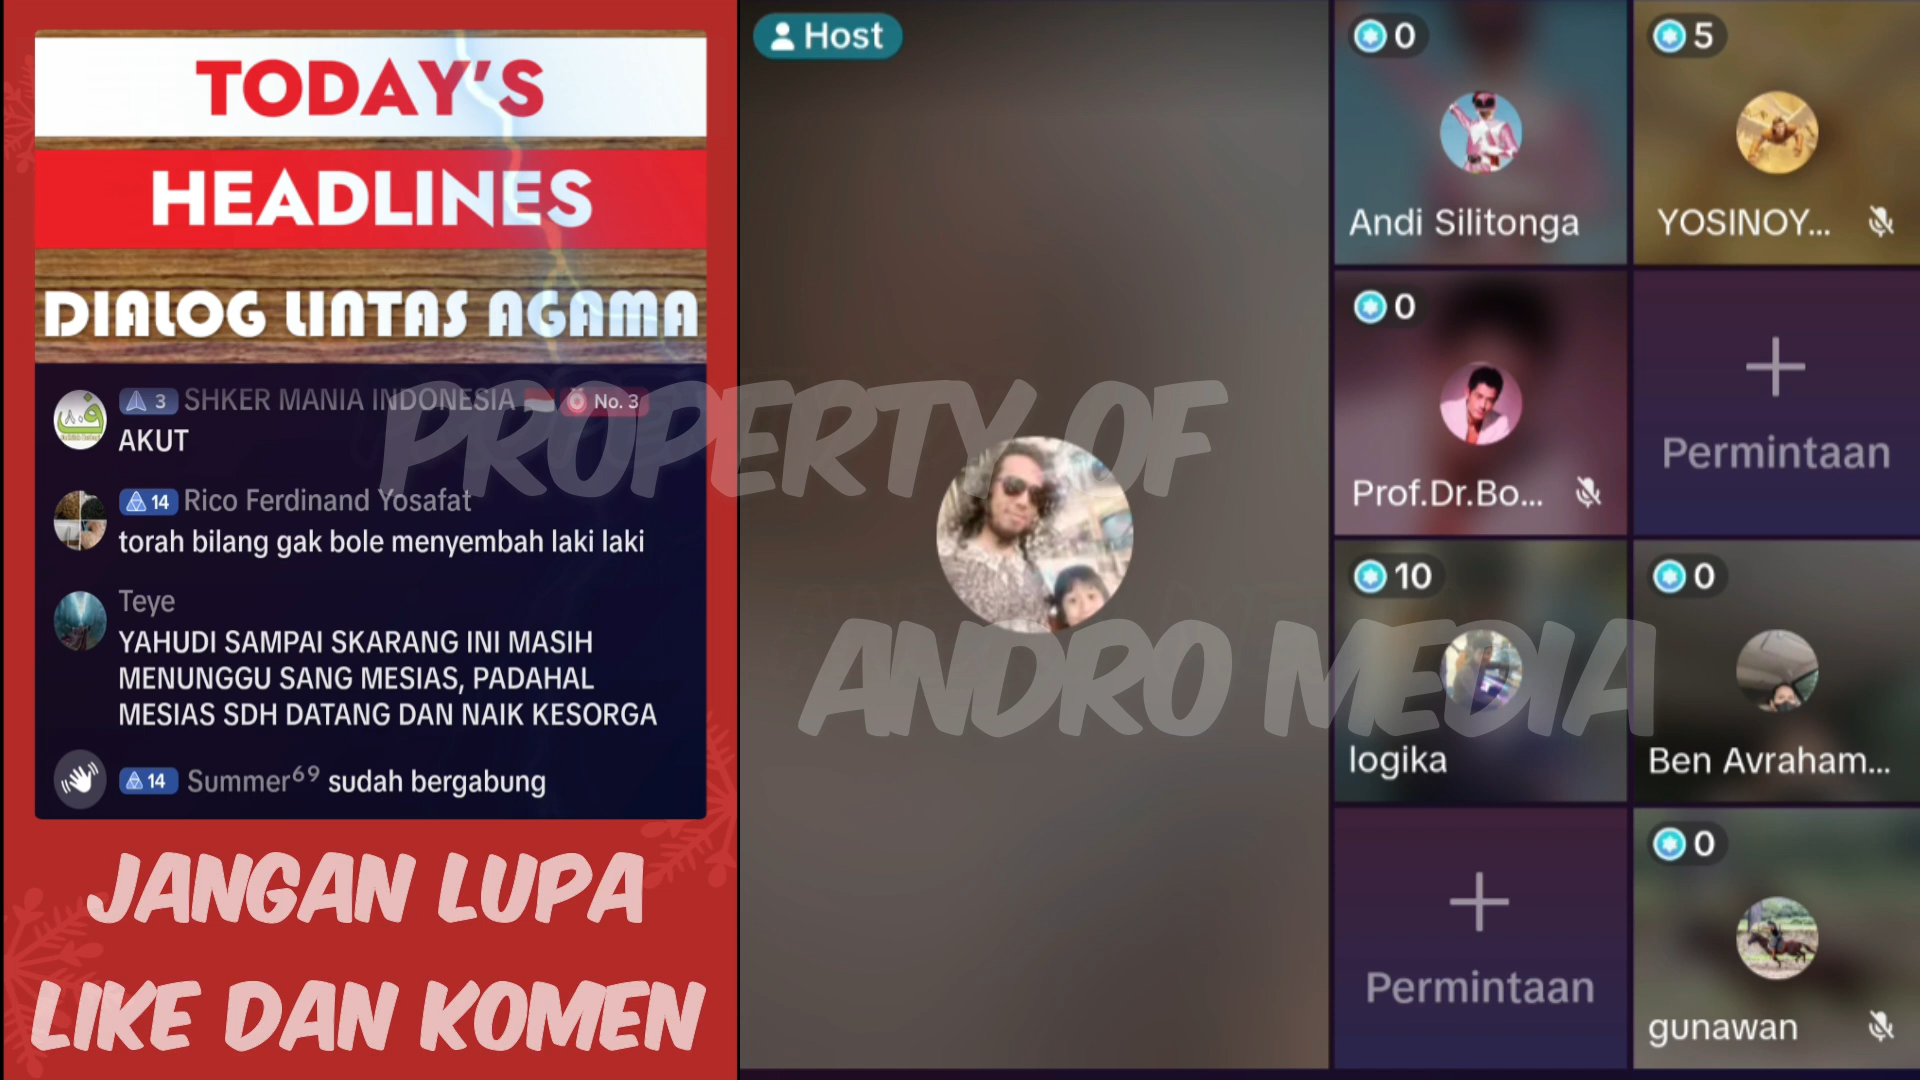 TODAY'S
HEADLINES
DIALOG LINTAS AGAMA
3 SHKER MANIA INDONESIA No. 3
AKUT
14 Rico Ferdinand Yosafat
torah bilang gak bole menyembah laki laki
Teye
YAHUDI SAMPAI SKARANG INI MASIH
MENUNGGU SANG MESIAS, PADAHAL
MESIAS SDH DATANG DAN NAIK KESORGA
14 Summer⁶⁹ sudah bergabung
JANGAN LUPA
LIKE DAN KOMEN
PROPERTY OF
ANDRO MEDIA
Host
0
Andi Silitonga
5
YOSINOY...
0
Prof.Dr.Bo...
Permintaan
10
logika
0
Ben Avraham...
Permintaan
0
gunawan